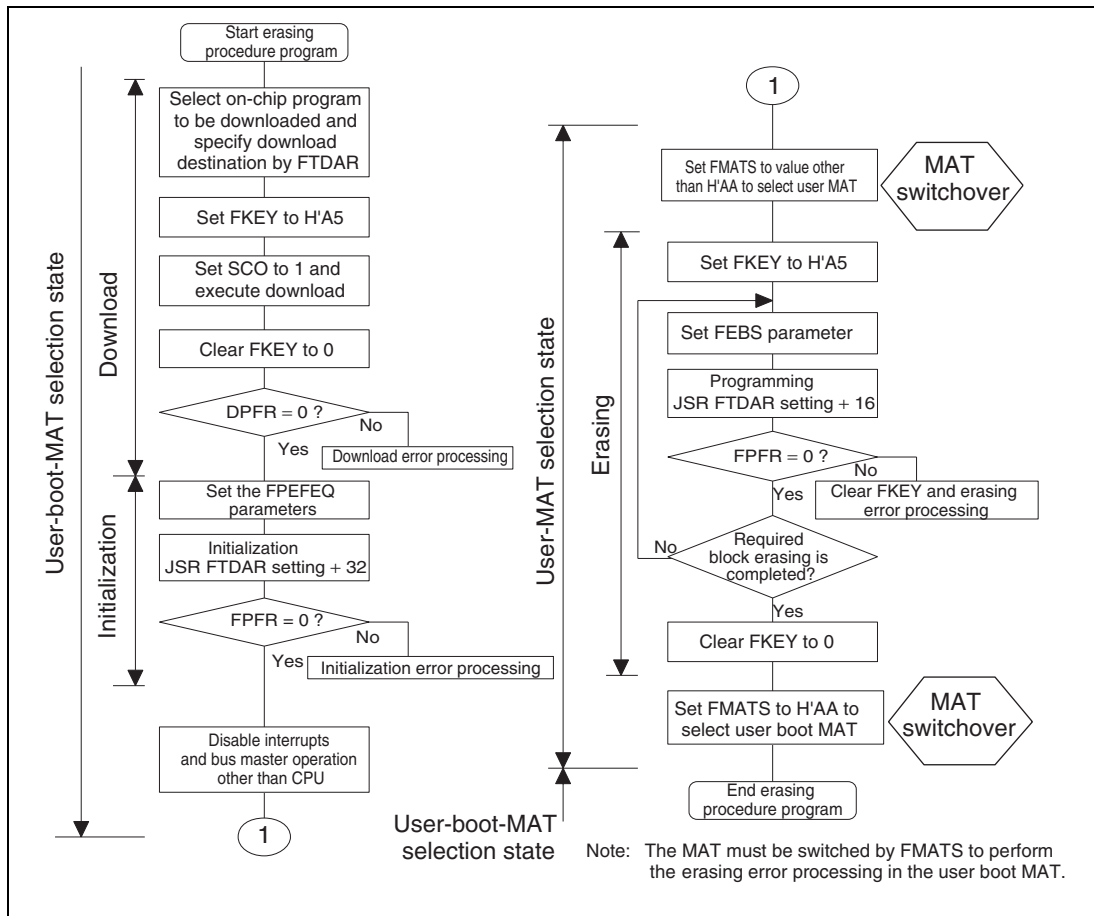 Start erasing
procedure program
User-boot-MAT selection state
Download
Select on-chip program
to be downloaded and
specify download
destination by FTDAR
Set FKEY to H'A5
Set SCO to 1 and
execute download
Clear FKEY to 0
DPFR = 0 ?
No
Yes
Download error processing
Initialization
Set the FPEFEQ
parameters
Initialization
JSR FTDAR setting + 32
FPFR = 0 ?
No
Yes
Initialization error processing
Disable interrupts
and bus master operation
other than CPU
1
1
User-MAT selection state
Set FMATS to value other
than H'AA to select user MAT
MAT
switchover
Erasing
Set FKEY to H'A5
Set FEBS parameter
Programming
JSR FTDAR setting + 16
FPFR = 0 ?
No
Yes
Clear FKEY and erasing
error processing
Required
block erasing is
completed?
No
Yes
Clear FKEY to 0
Set FMATS to H'AA to
select user boot MAT
MAT
switchover
End erasing
procedure program
User-boot-MAT
selection state
Note: The MAT must be switched by FMATS to perform
the erasing error processing in the user boot MAT.